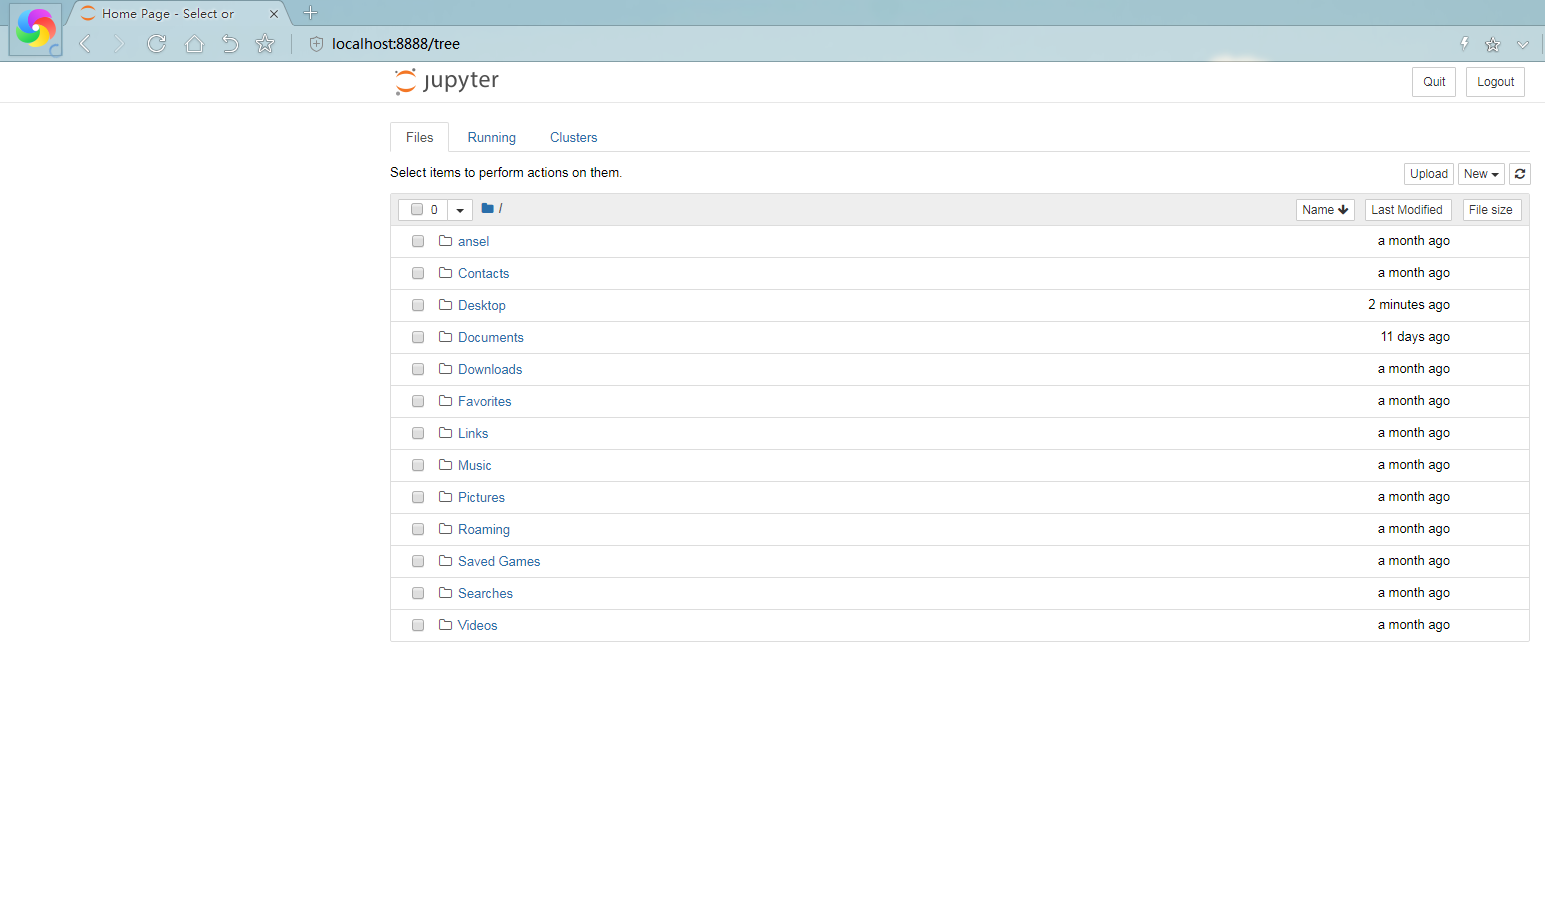 Home Page - Select or
localhost:8888/tree
jupyter
Quit Logout
Files Running Clusters
Select items to perform actions on them.
Upload New
0 / Name Last Modified File size
ansel a month ago
Contacts a month ago
Desktop 2 minutes ago
Documents 11 days ago
Downloads a month ago
Favorites a month ago
Links a month ago
Music a month ago
Pictures a month ago
Roaming a month ago
Saved Games a month ago
Searches a month ago
Videos a month ago